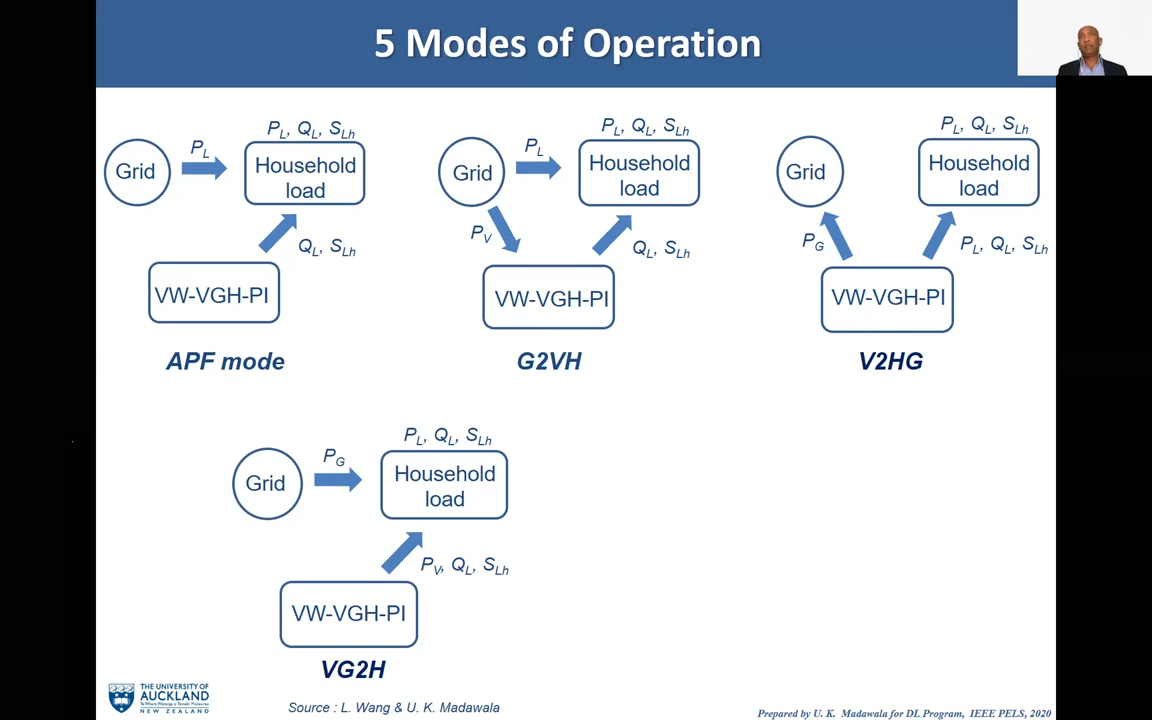 5 Modes of Operation
P_L
P_L, Q_L, S_Lh
Grid
Household
load
Q_L, S_Lh
VW-VGH-PI
APF mode
P_L
P_L, Q_L, S_Lh
Grid
Household
load
P_V
Q_L, S_Lh
VW-VGH-PI
G2VH
P_L, Q_L, S_Lh
Grid
Household
load
P_G
P_L, Q_L, S_Lh
VW-VGH-PI
V2HG
P_L, Q_L, S_Lh
P_G
Grid
Household
load
P_V, Q_L, S_Lh
VW-VGH-PI
VG2H
THE UNIVERSITY OF
AUCKLAND
Te Whare Wānanga o Tāmaki Makaurau
NEW ZEALAND
Source : L. Wang & U. K. Madawala
Prepared by U. K. Madawala for DL Program, IEEE PELS, 2020